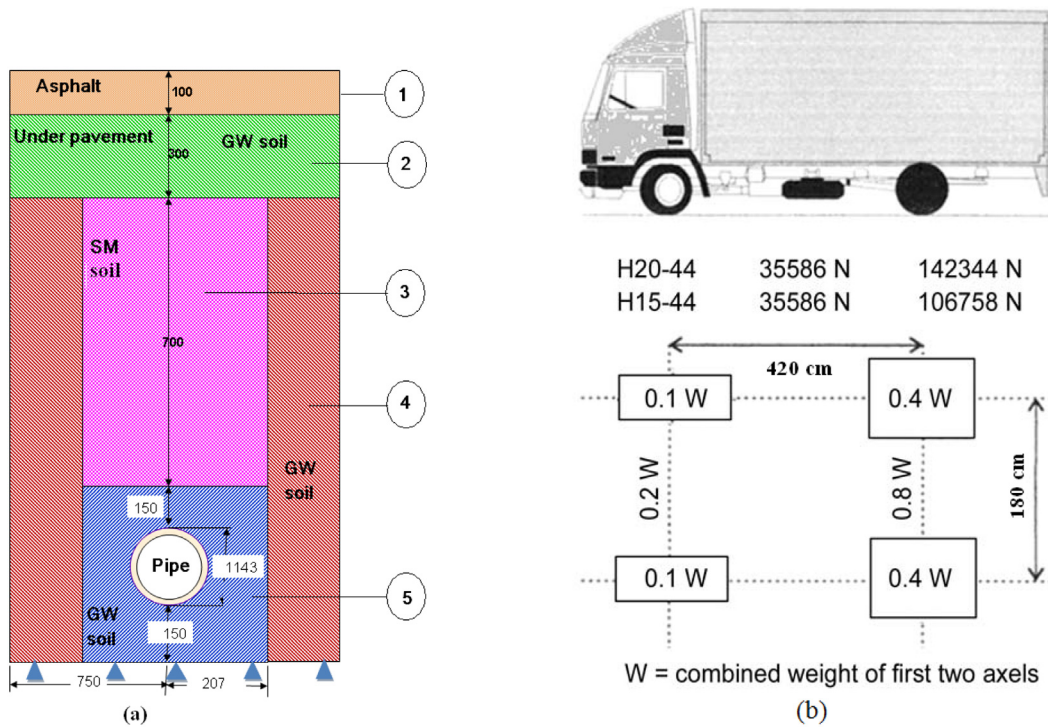 Asphalt
100
1
Under pavement
GW soil
300
2
SM
soil
3
700
4
GW
soil
150
Pipe
1143
5
GW
soil
150
750
207
(a)
H20-44 35586 N 142344 N
H15-44 35586 N 106758 N
420 cm
0.1 W
0.4 W
0.2 W
0.8 W
180 cm
0.1 W
0.4 W
W = combined weight of first two axels
(b)